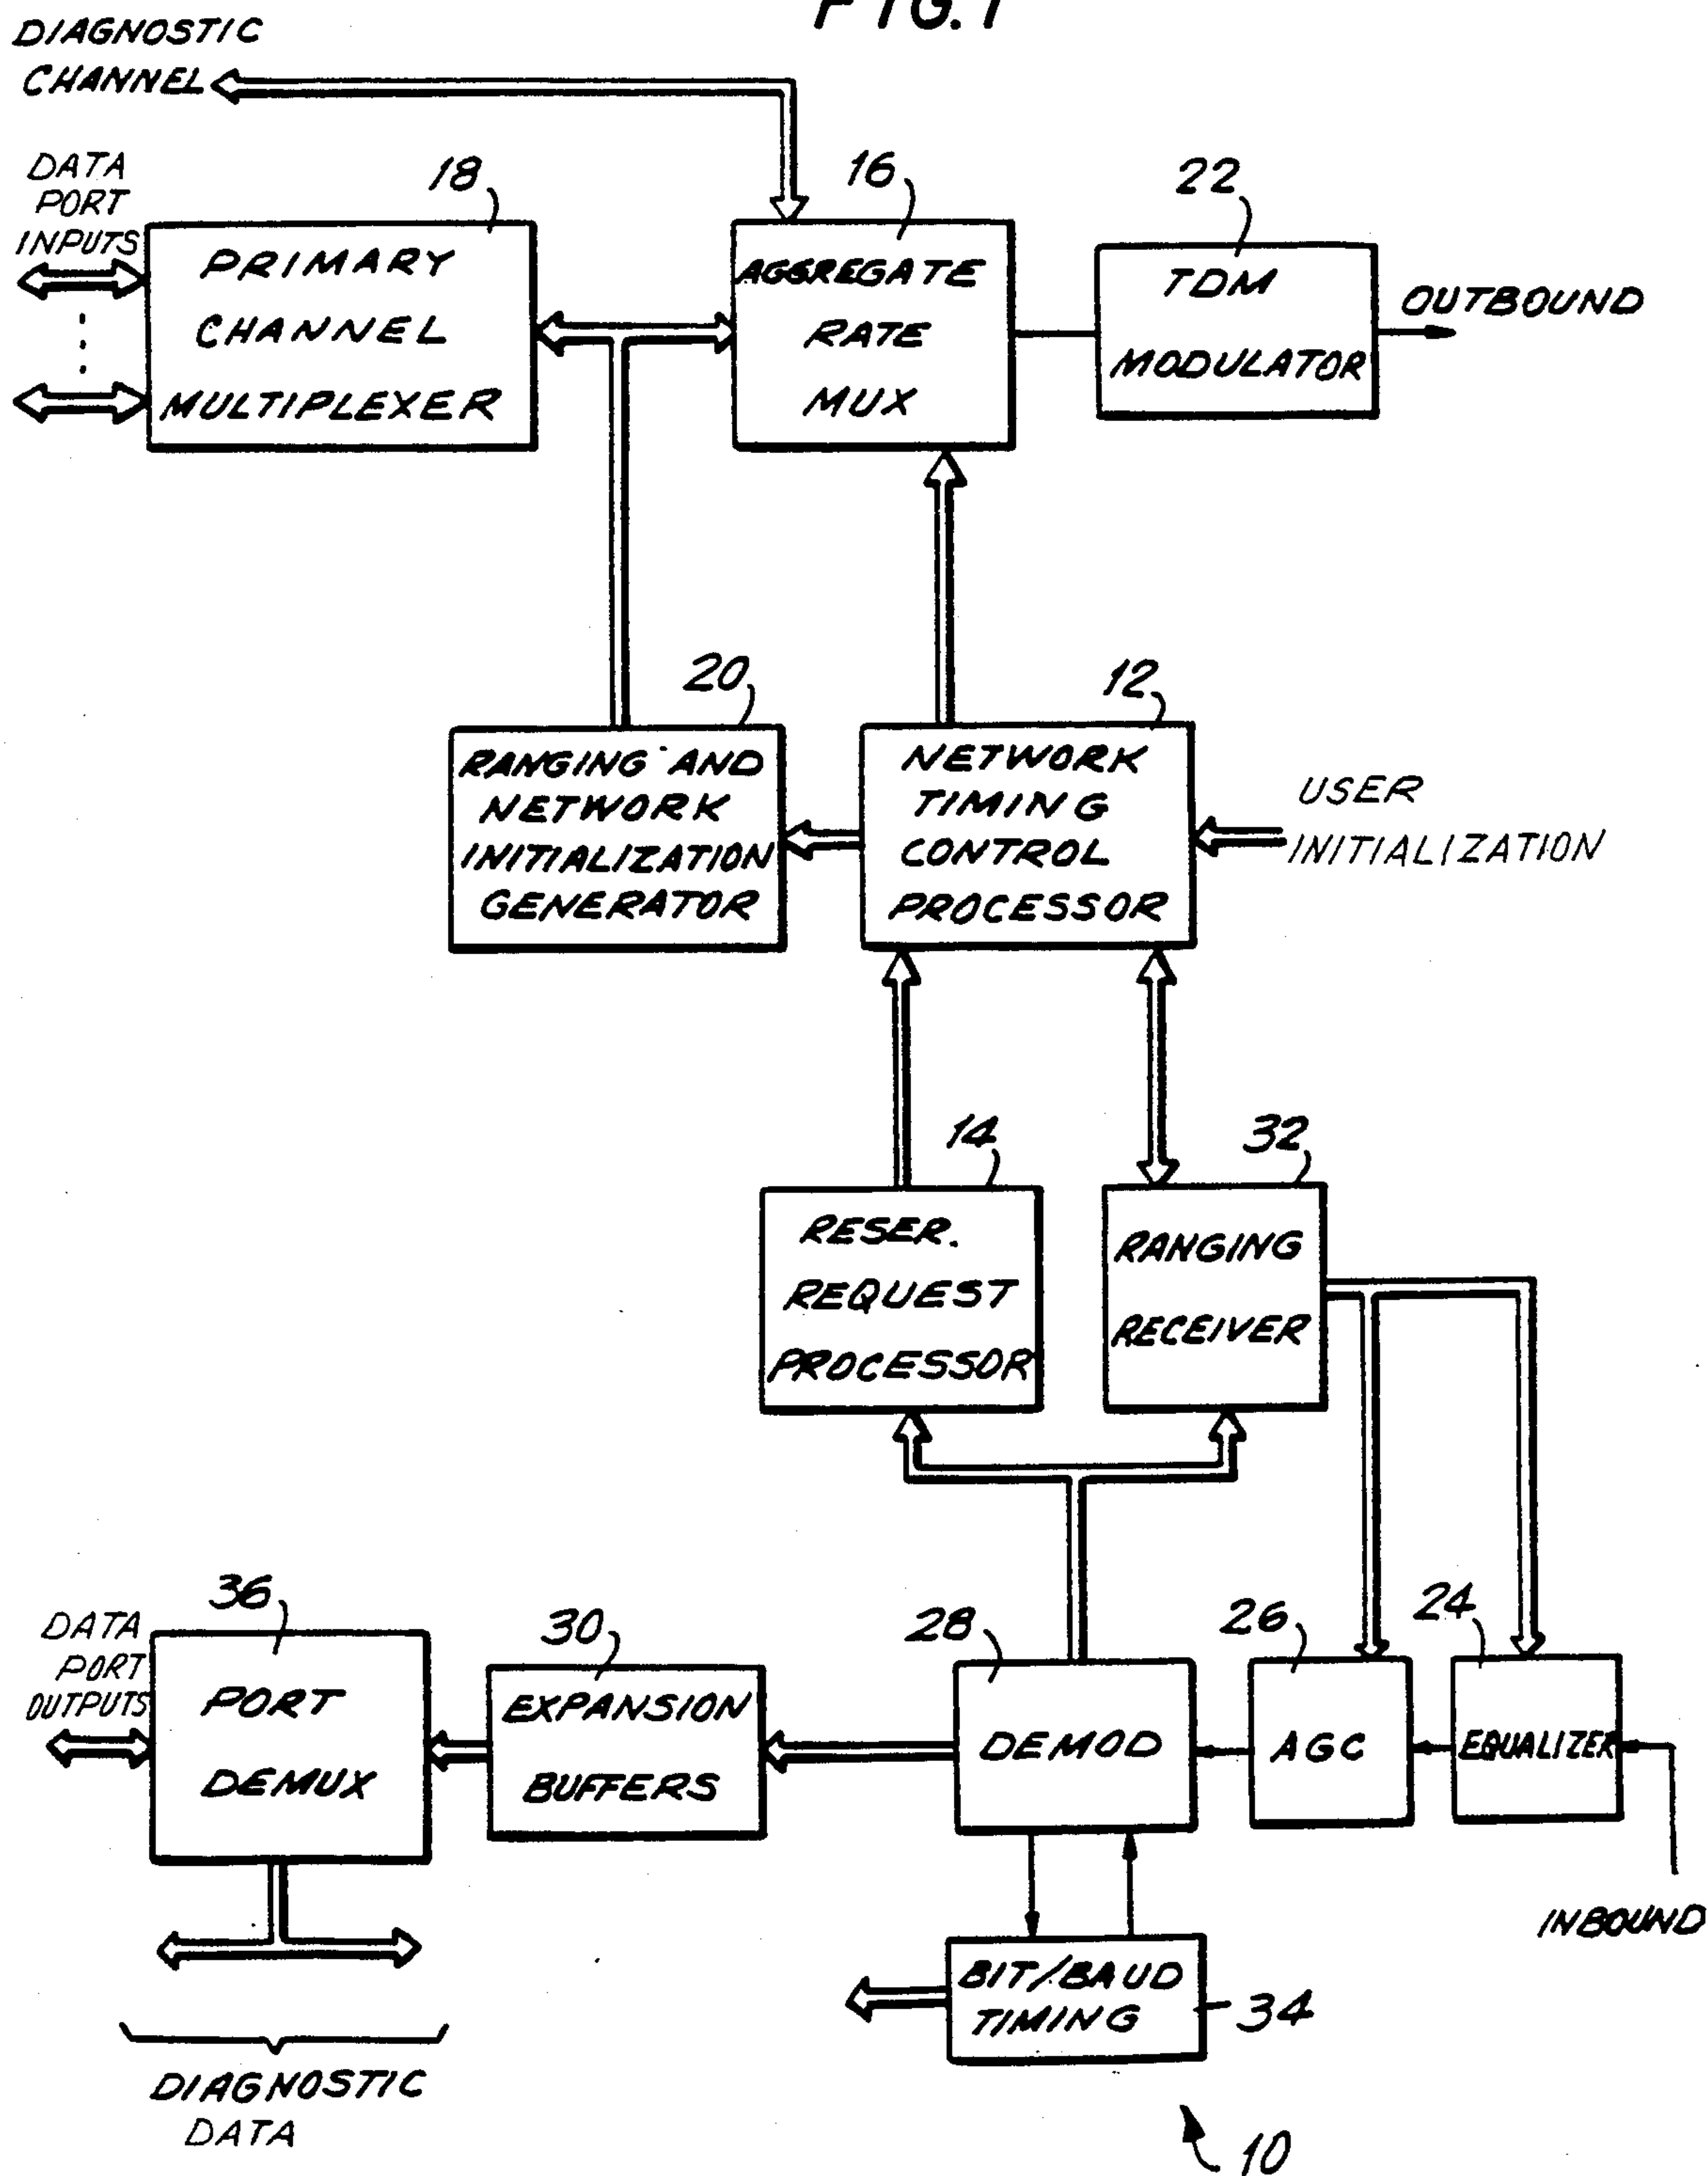 FIG. 1
DIAGNOSTIC
CHANNEL
DATA
PORT
INPUTS
18
PRIMARY
CHANNEL
MULTIPLEXER
16
AGGREGATE
RATE
MUX
22
TDM
MODULATOR
OUTBOUND
20
RANGING AND
NETWORK
INITIALIZATION
GENERATOR
12
NETWORK
TIMING
CONTROL
PROCESSOR
USER
INITIALIZATION
14
RESER.
REQUEST
PROCESSOR
32
RANGING
RECEIVER
DATA
PORT
OUTPUTS
36
PORT
DEMUX
30
EXPANSION
BUFFERS
28
DEMOD
26
AGC
24
EQUALIZER
INBOUND
BIT/BAUD
TIMING
34
DIAGNOSTIC
DATA
10